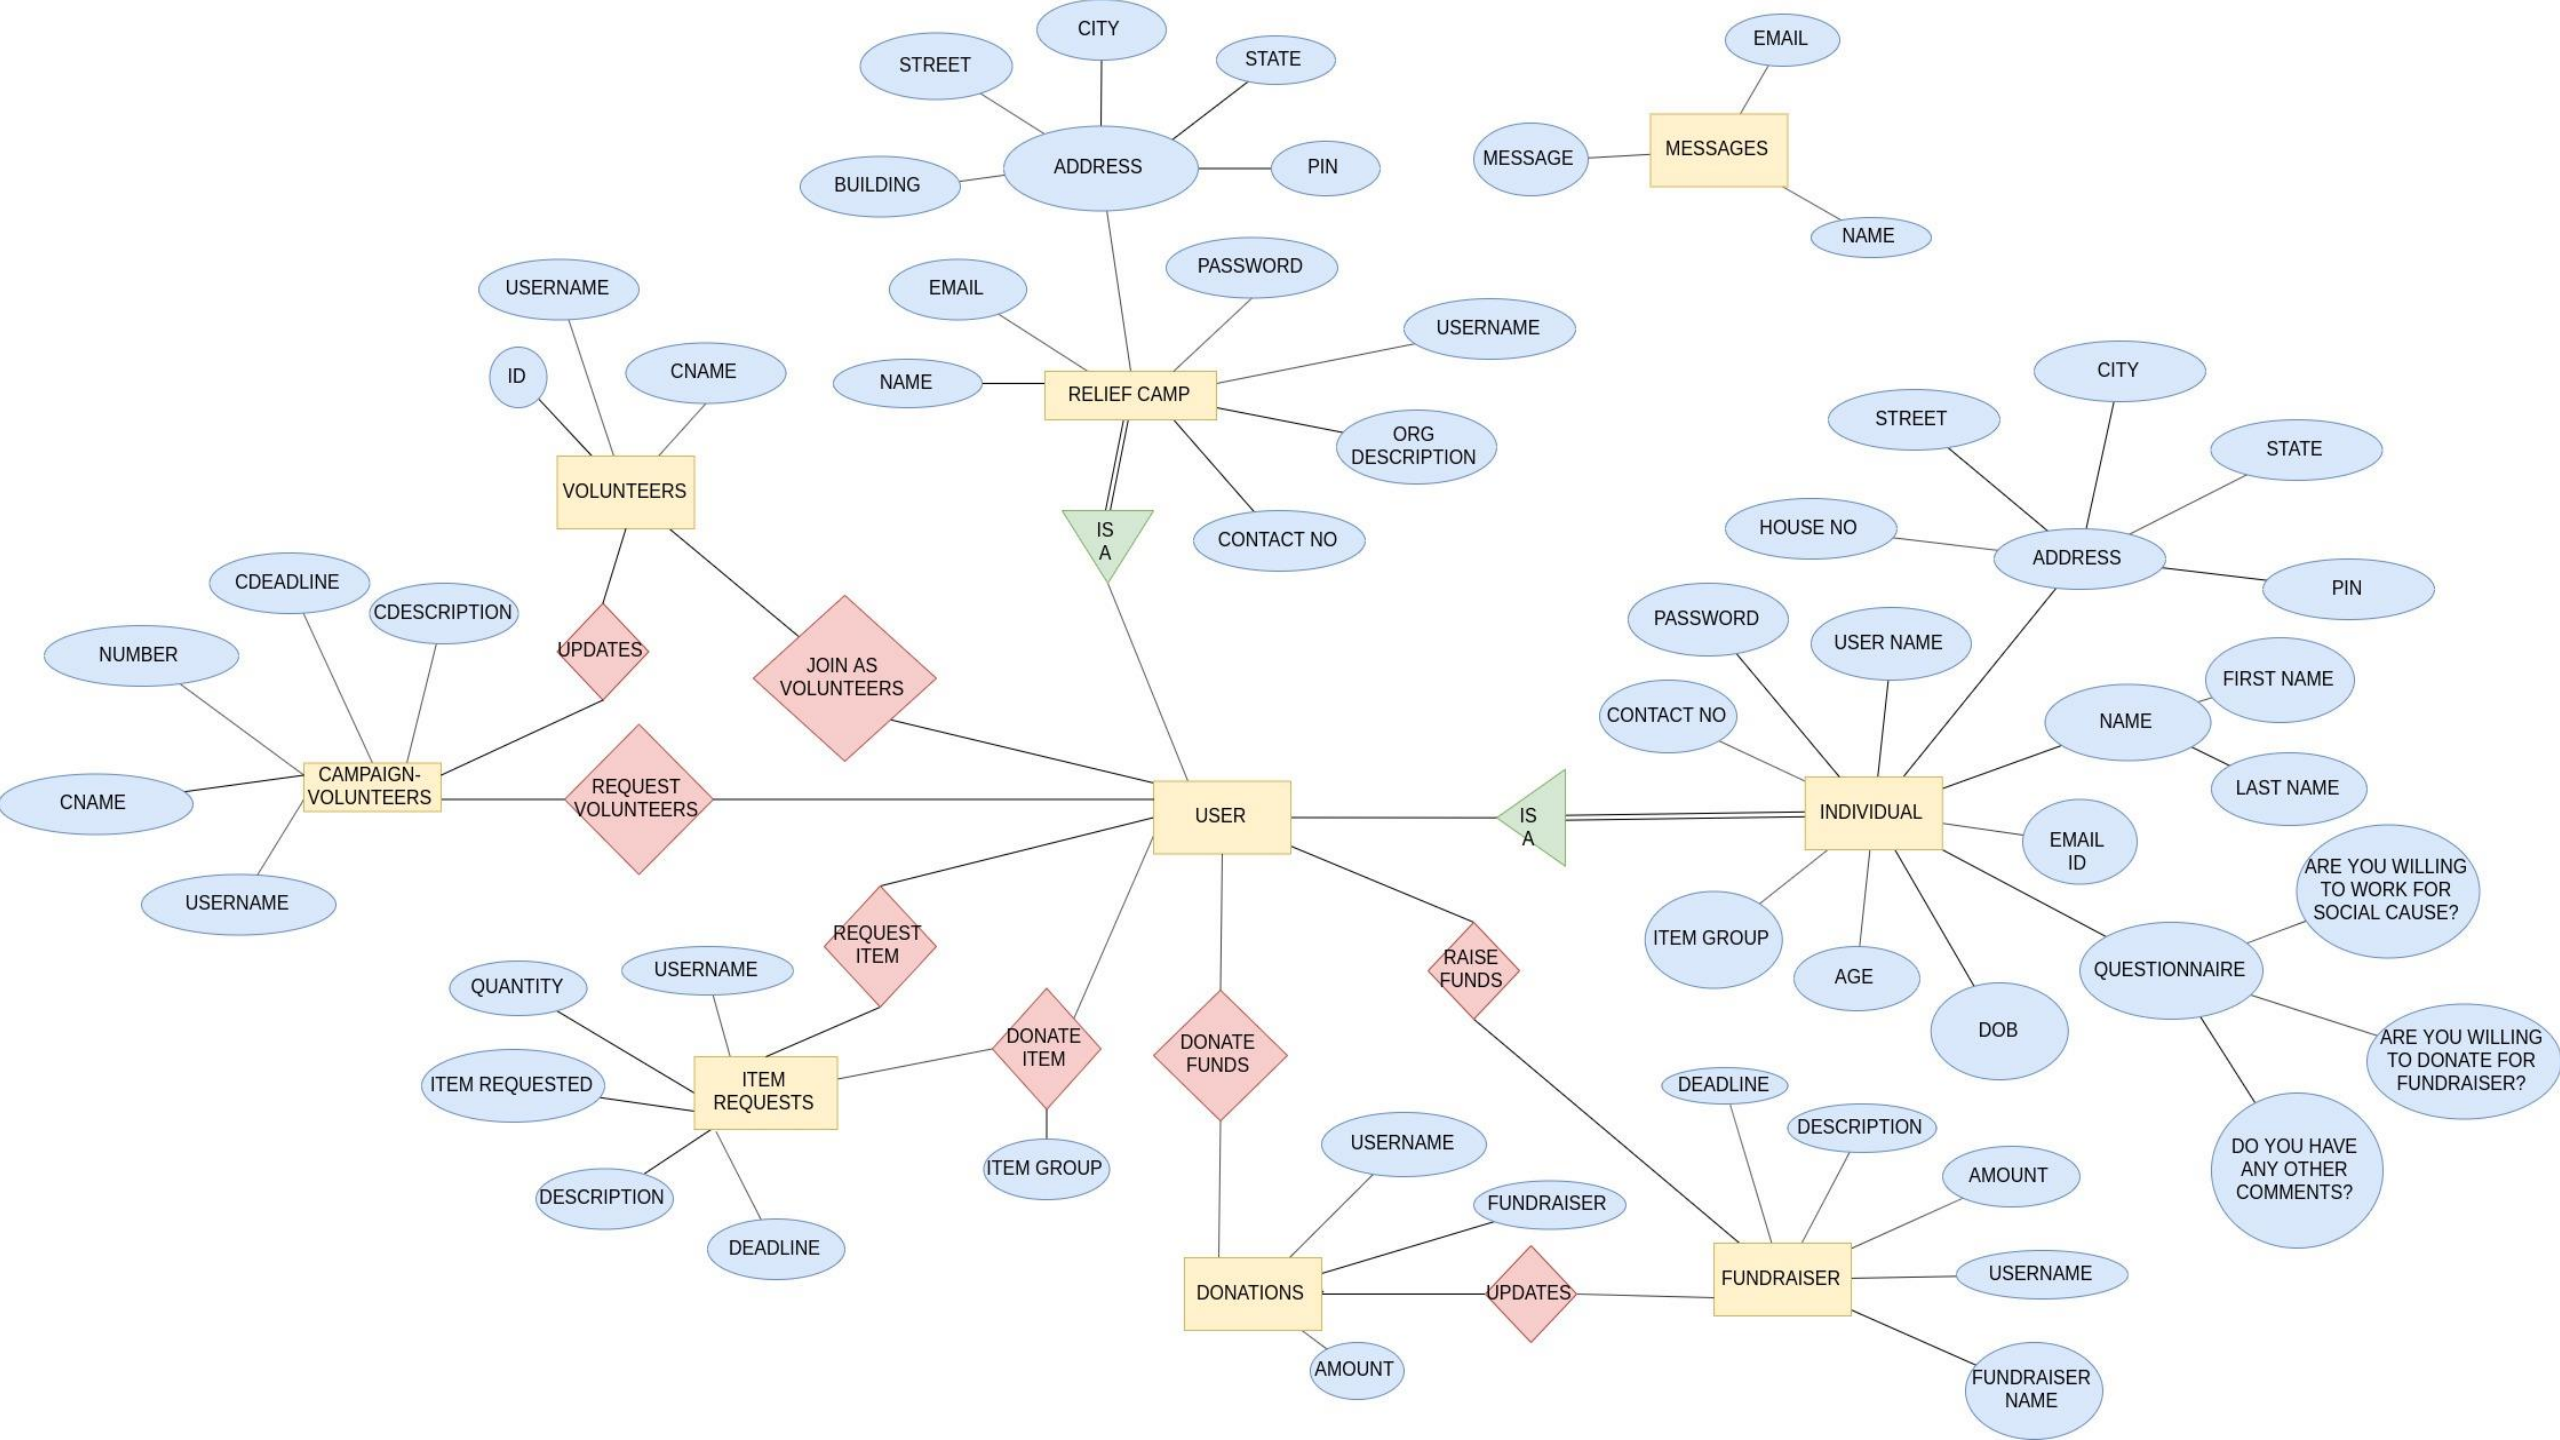 CITY
EMAIL
STREET
STATE
MESSAGES
MESSAGE
ADDRESS
PIN
BUILDING
NAME
PASSWORD
EMAIL
USERNAME
USERNAME
ID
CNAME
NAME
RELIEF CAMP
ORG
DESCRIPTION
CITY
STREET
STATE
VOLUNTEERS
IS
A
CONTACT NO
HOUSE NO
ADDRESS
PIN
CDEADLINE
CDESCRIPTION
NUMBER
UPDATES
JOIN AS
VOLUNTEERS
PASSWORD
USER NAME
CONTACT NO
FIRST NAME
NAME
LAST NAME
CAMPAIGN-
VOLUNTEERS
CNAME
REQUEST
VOLUNTEERS
USER
IS
A
INDIVIDUAL
EMAIL
ID
USERNAME
ARE YOU WILLING
TO WORK FOR
SOCIAL CAUSE?
REQUEST
ITEM
ITEM GROUP
AGE
QUESTIONNAIRE
RAISE
FUNDS
QUANTITY
USERNAME
DOB
DONATE
ITEM
DONATE
FUNDS
ARE YOU WILLING
TO DONATE FOR
FUNDRAISER?
ITEM REQUESTED
ITEM
REQUESTS
DEADLINE
DESCRIPTION
DO YOU HAVE
ANY OTHER
COMMENTS?
ITEM GROUP
USERNAME
AMOUNT
DESCRIPTION
FUNDRAISER
DEADLINE
DONATIONS
UPDATES
FUNDRAISER
USERNAME
AMOUNT
FUNDRAISER
NAME